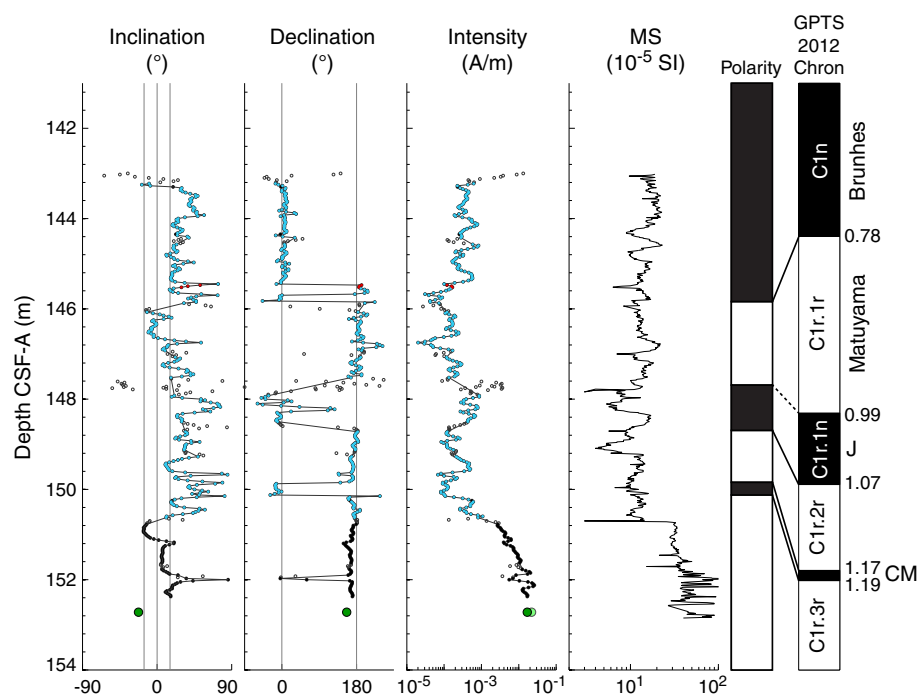 Inclination
(°)
Declination
(°)
Intensity
(A/m)
MS
(10-5 SI)
Polarity
GPTS
2012
Chron
Depth CSF-A (m)
142
144
146
148
150
152
154
-90
0
90
0
180
10-5
10-3
10-1
101
102
C1n
C1r.1r
C1r.1n
C1r.2r
C1r.3r
0.78
0.99
1.07
1.17
1.19
Brunhes
Matuyama
J
CM